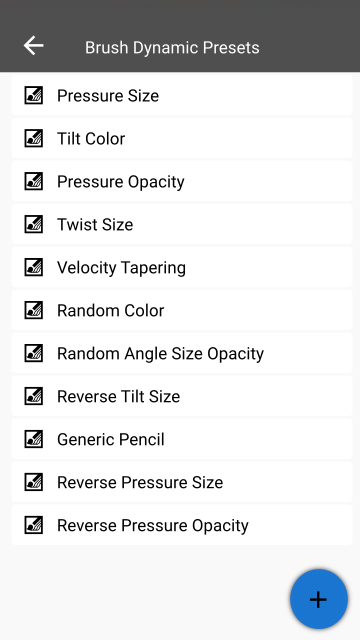 Brush Dynamic Presets
Pressure Size
Tilt Color
Pressure Opacity
Twist Size
Velocity Tapering
Random Color
Random Angle Size Opacity
Reverse Tilt Size
Generic Pencil
Reverse Pressure Size
Reverse Pressure Opacity